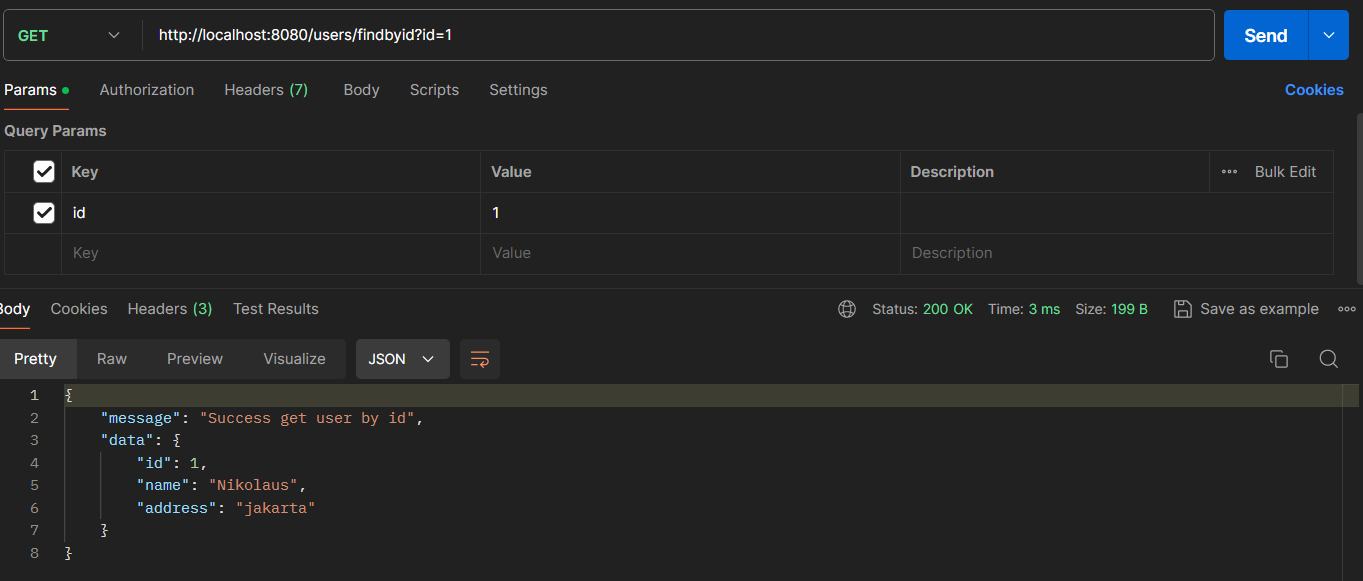 GET http://localhost:8080/users/findbyid?id=1 Send
Params Authorization Headers (7) Body Scripts Settings Cookies
Query Params
Key Value Description Bulk Edit
id 1
Key Value Description
Body Cookies Headers (3) Test Results Status: 200 OK Time: 3 ms Size: 199 B Save as example
Pretty Raw Preview Visualize JSON
1 {
2 "message": "Success get user by id",
3 "data": {
4 "id": 1,
5 "name": "Nikolaus",
6 "address": "jakarta"
7 }
8 }